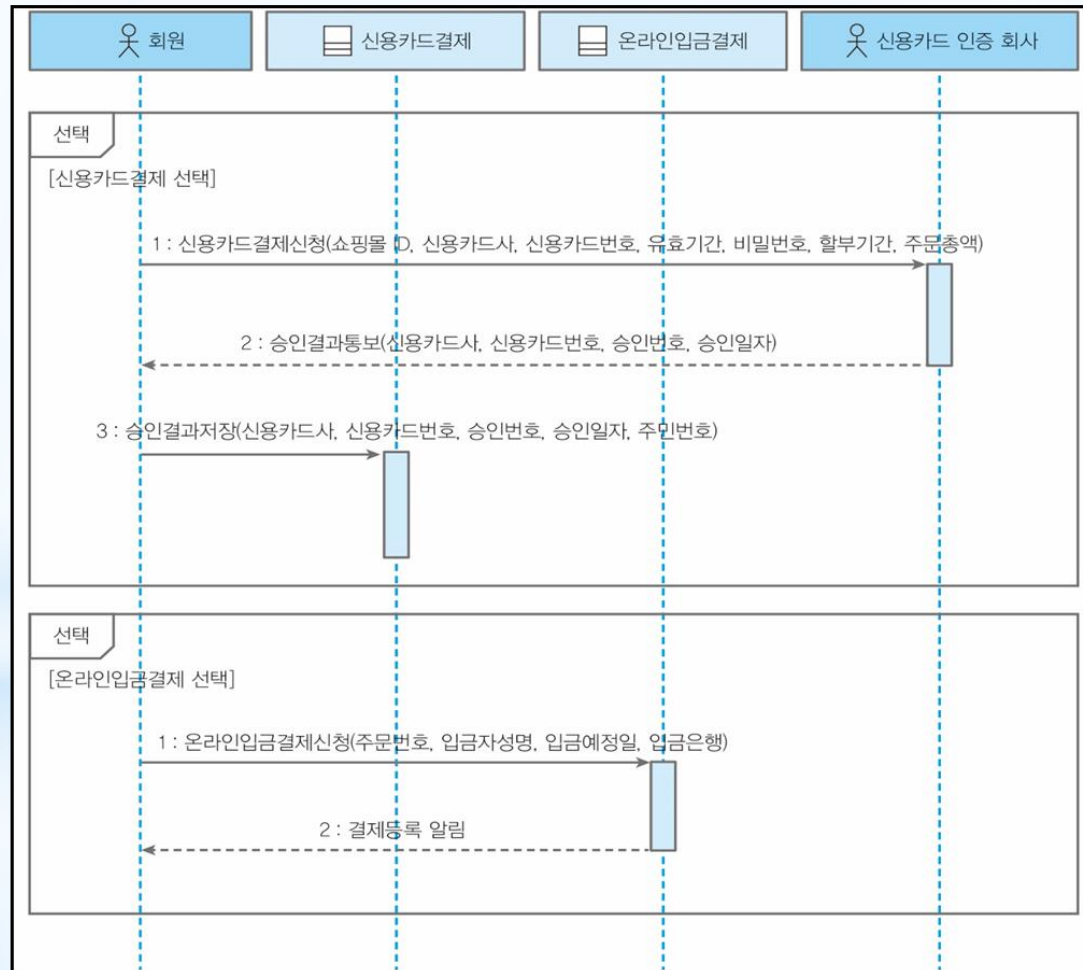 회원
신용카드결제
온라인입금결제
신용카드 인증 회사
선택
[신용카드결제 선택]
1 : 신용카드결제신청(쇼핑몰 ID, 신용카드사, 신용카드번호, 유효기간, 비밀번호, 할부기간, 주문총액)
2 : 승인결과통보(신용카드사, 신용카드번호, 승인번호, 승인일자)
3 : 승인결과저장(신용카드사, 신용카드번호, 승인번호, 승인일자, 주민번호)
선택
[온라인입금결제 선택]
1 : 온라인입금결제신청(주문번호, 입금자성명, 입금예정일, 입금은행)
2 : 결제등록 알림